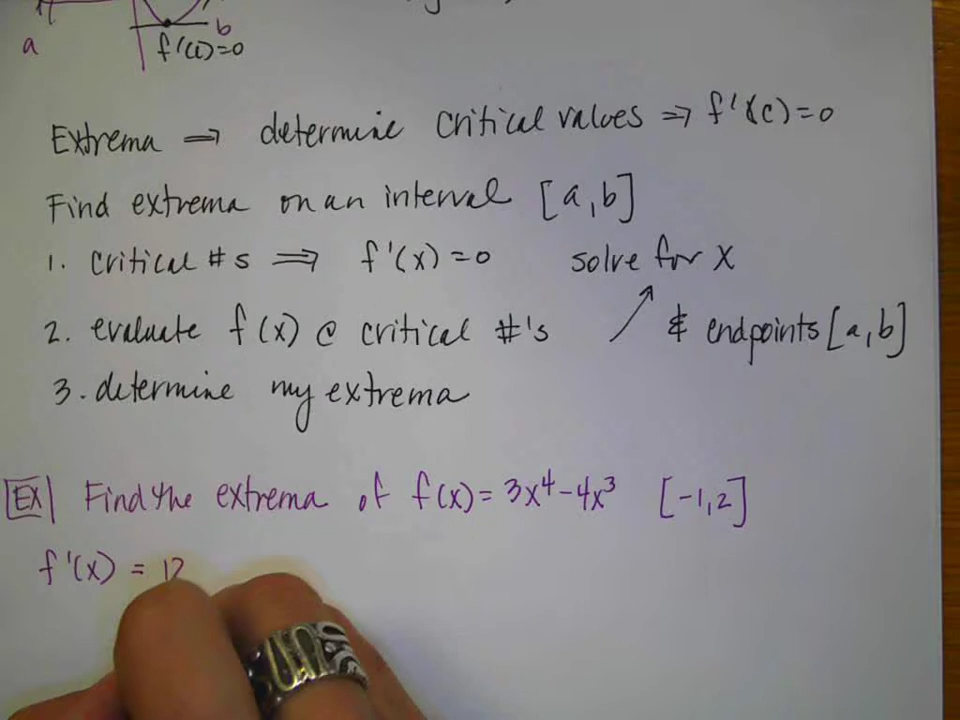 a b
f'(c)=0
Extrema ⇒ determine critical values ⇒ f'(c)=0
Find extrema on an interval [a,b]
1. critical #s ⇒ f'(x)=0 solve for x
2. evaluate f(x) @ critical #'s & endpoints [a,b]
3. determine my extrema
EX Find the extrema of f(x)=3x⁴-4x³ [-1,2]
f'(x) = 12